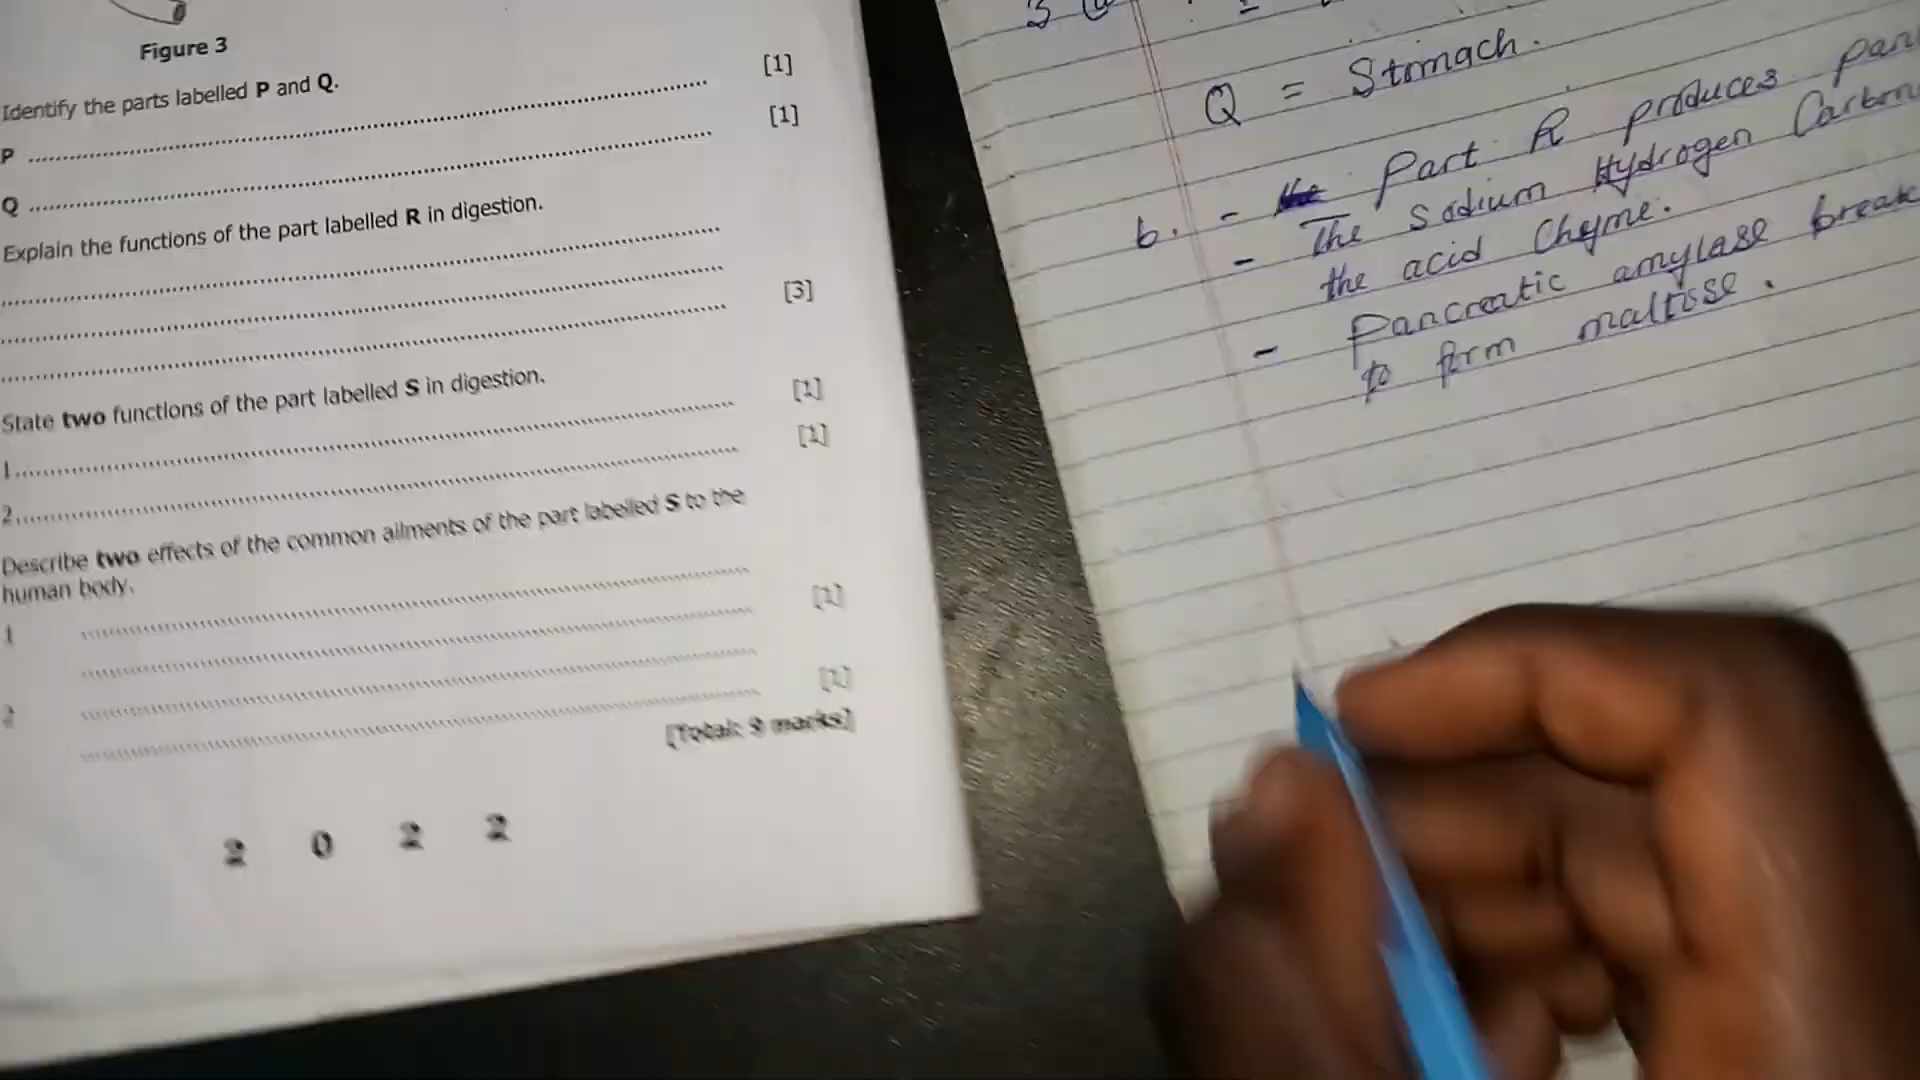 Figure 3
Identify the parts labelled P and Q.
P [1]
Q [1]
Explain the functions of the part labelled R in digestion.
[3]
State two functions of the part labelled S in digestion.
1. [1]
2. [1]
Describe two effects of the common ailments of the part labelled S to the
human body.
1
[1]
2
[1]
[Total: 9 marks]
2 0 2 2
3
Q = Stomach.
b. - Part R produces
- The Sodium Hydrogen
the acid Chyme.
- Pancreatic amylase break
to form maltose.